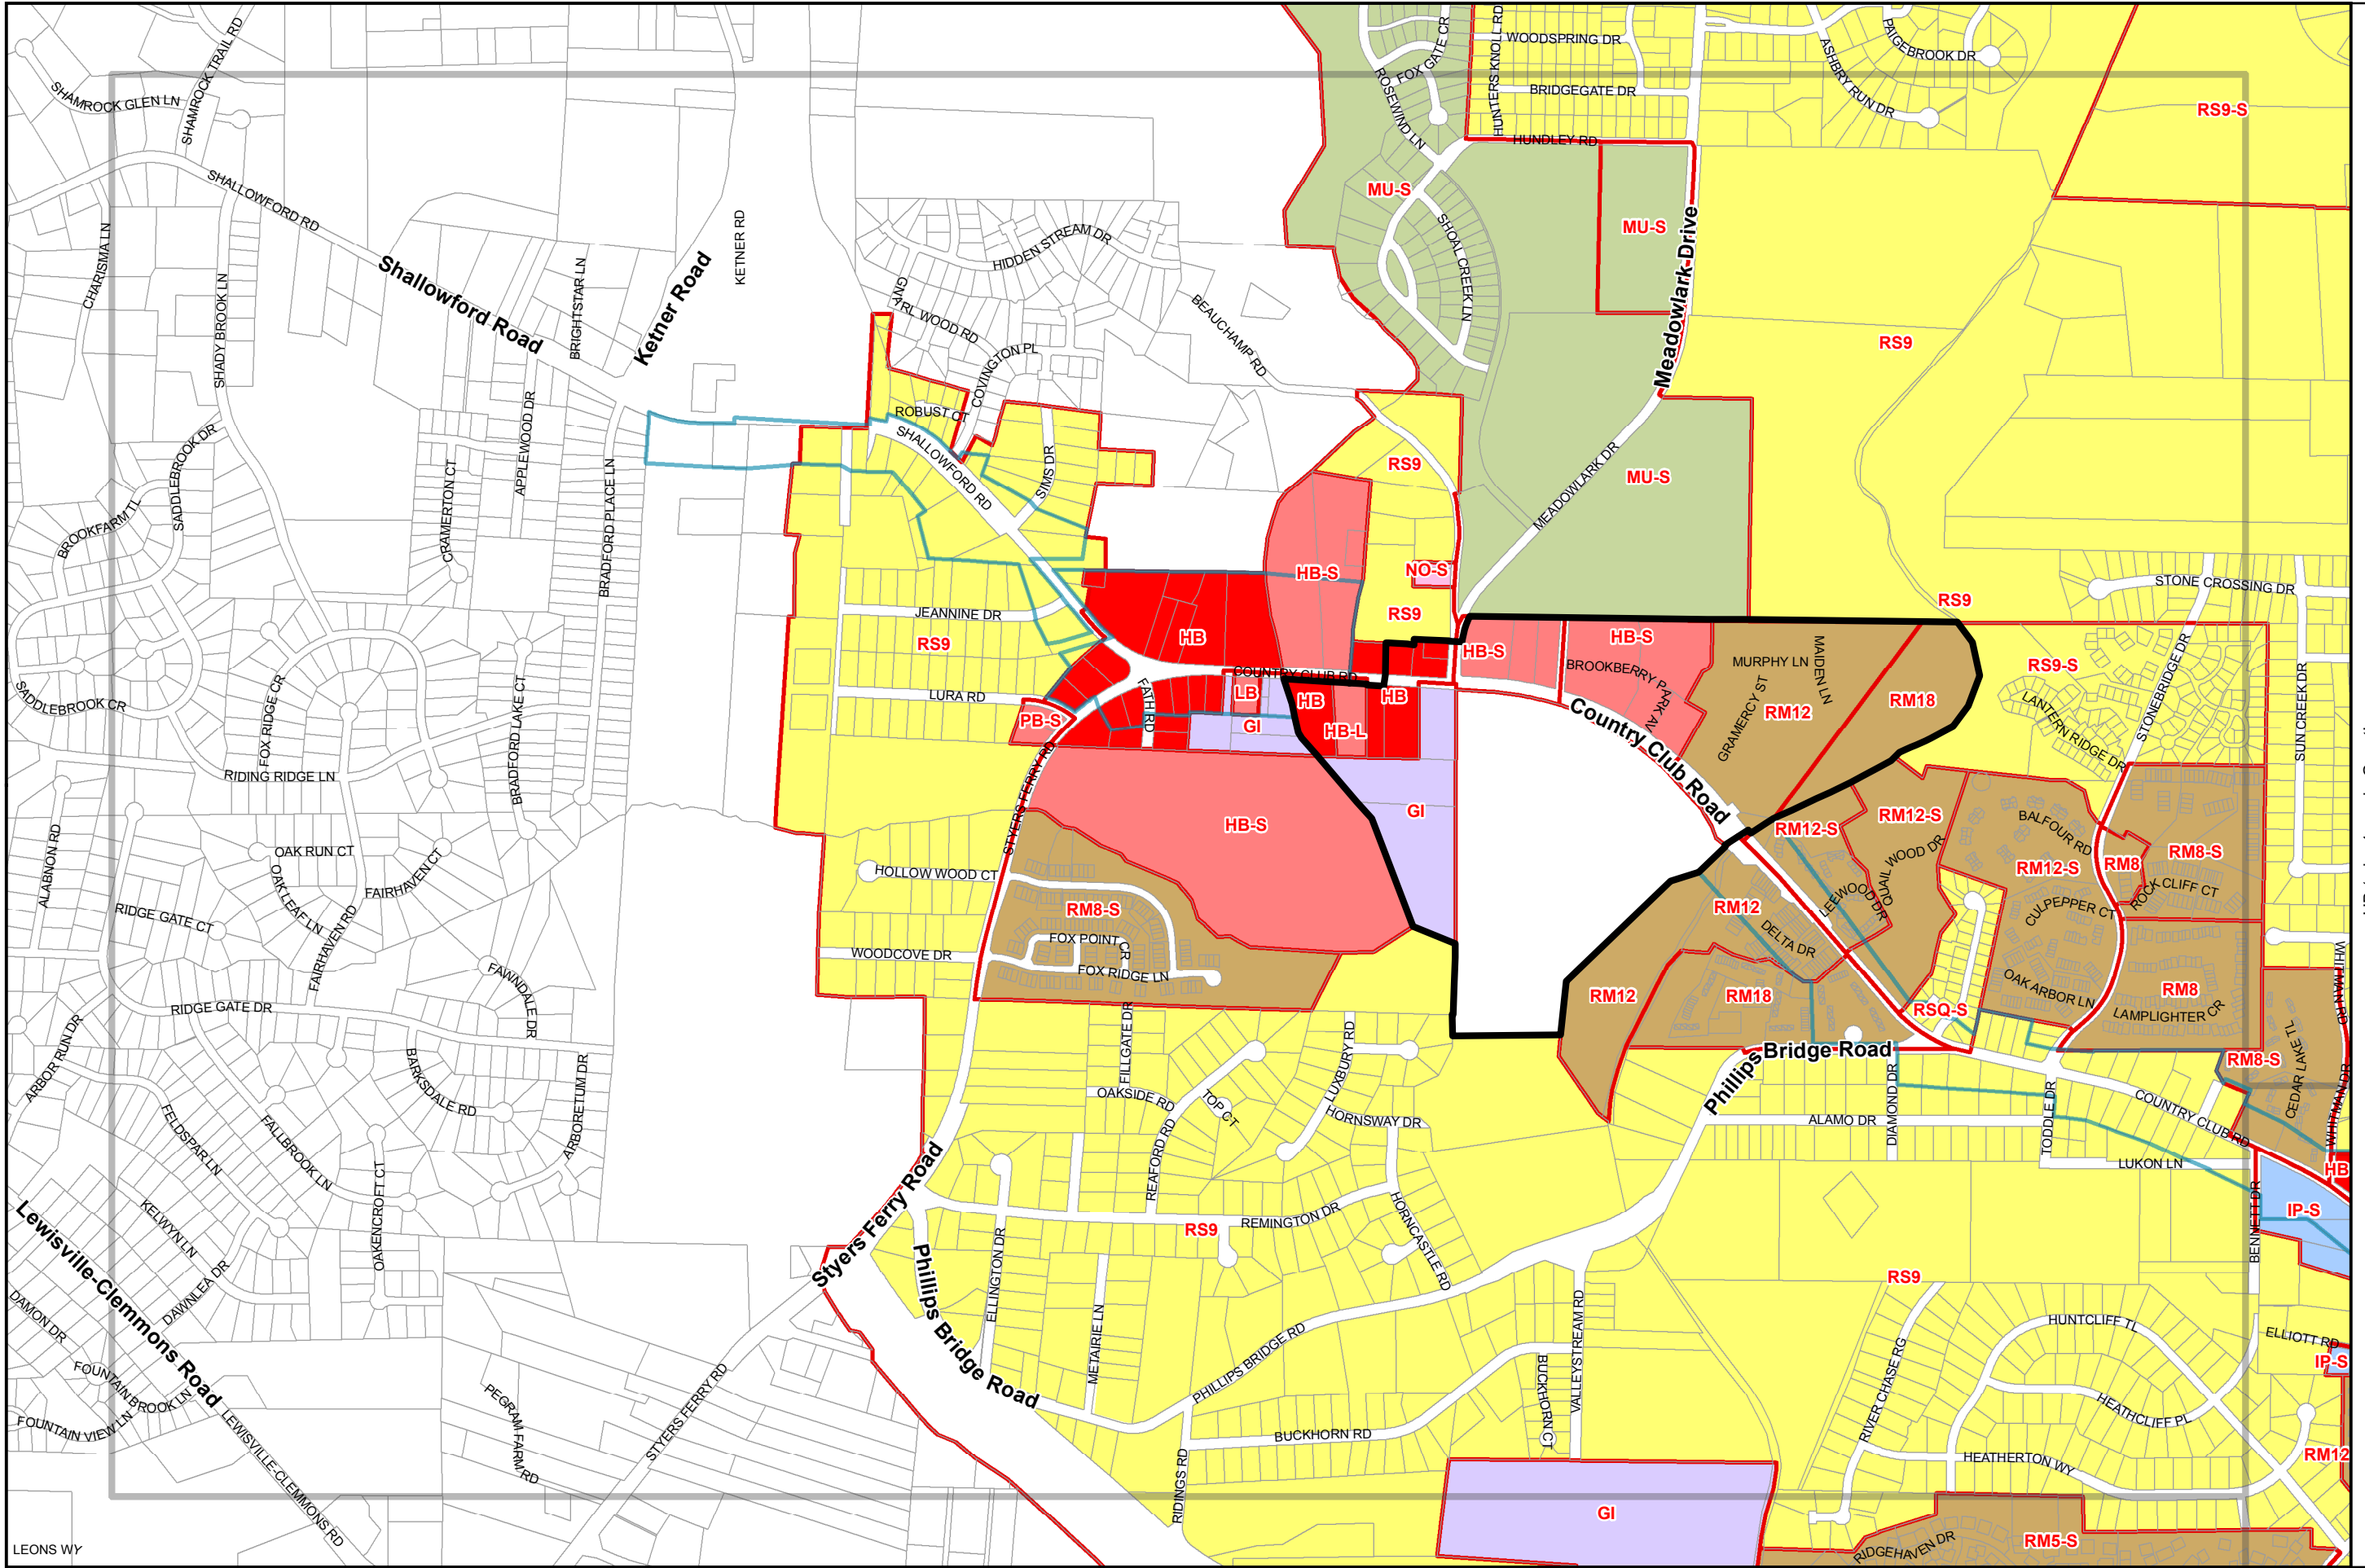 WOODSPRING DR
HUNTERS KNOLL RD
FOX GATE CR
ROSEWIND LN
BRIDGEGATE DR
HUNDLEY RD
ASHBRY RUN DR
PAIGEBROOK DR
RS9-S
SHAMROCK GLEN LN
SHAMROCK TRAIL RD
SHALLOWFORD RD
CHARISMA LN
SHADY BROOK LN
Shallowford Road
BRIGHTSTAR LN
Ketner Road
KETNER RD
HIDDEN STREAM DR
GNARL WOOD RD
COVINGTON PL
BEAUCHAMP RD
MU-S
SHOAL CREEK LN
MU-S
Meadowlark Drive
RS9
ROBUST CT
SHALLOWFORD RD
SIMS DR
APPLEWOOD DR
CRAMERTON CT
BRADFORD PLACE LN
SADDLEBROOK DR
BROOKFARM TL
RS9
MEADOWLARK DR
MU-S
HB-S
NO-S
RS9
RS9
STONE CROSSING DR
JEANNINE DR
RS9
HB
COUNTRY CLUB RD
HB-S
HB-S
BROOKBERRY PARK AV
MURPHY LN
MAIDEN LN
GRAMERCY ST
RM12
RM18
RS9-S
LANTERN RIDGE DR
STONEBRIDGE DR
SUN CREEK DR
SADDLEBROOK CR
FOX RIDGE CR
BRADFORD LAKE CT
LURA RD
PB-S
FATH RD
LB
GI
HB
HB-L
HB
Country Club Road
RIDING RIDGE LN
STYERS FERRY RD
HB-S
GI
RM12-S
RM12-S
BALFOUR RD
RM12-S
RM8
RM8-S
ROCK CLIFF CT
CULPEPPER CT
QUAIL WOOD DR
LEEWOOD DR
ALABNON RD
OAK RUN CT
OAK LEAF LN
FAIRHAVEN CT
FAIRHAVEN RD
RIDGE GATE CT
HOLLOW WOOD CT
RM8-S
FOX POINT CR
FOX RIDGE LN
WOODCOVE DR
RM12
DELTA DR
RM12
RM18
RSQ-S
OAK ARBOR LN
RM8
LAMPLIGHTER CR
WHITMAN RD
RIDGE GATE DR
FAWNDALE DR
ARBOR RUN DR
BARKSDALE RD
ARBORETUM DR
FILLGATE DR
OAKSIDE RD
TOP CT
LUXBURY RD
HORNSWAY DR
Phillips Bridge Road
ALAMO DR
DIAMOND DR
TODDLE DR
COUNTRY CLUB RD
LUKON LN
RM8-S
CEDAR LAKE TL
WHITMAN DR
HB
IP-S
BENNETT DR
FELDSPAR LN
FALLBROOK LN
OAKENCROFT CT
KELWYN LN
DAWNLEA DR
Lewisville-Clemmons Road
DAMON DR
FOUNTAIN BROOK LN
FOUNTAIN VIEW LN
LEWISVILLE-CLEMMONS RD
LEONS WY
Styers Ferry Road
REAFORD RD
RS9
REMINGTON DR
HORNCASTLE RD
ELLINGTON DR
Phillips Bridge Road
METAIRIE LN
PHILLIPS BRIDGE RD
STYERS FERRY RD
PEGRAM FARM RD
BUCKHORN RD
BUCKHORN CT
VALLEYSTREAM RD
RIDINGS RD
GI
RS9
RIVER CHASE RG
HUNTCLIFF TL
HEATHCLIFF PL
HEATHERTON WY
ELLIOTT RD
IP-S
RM12
RIDGEHAVEN DR
RM5-S